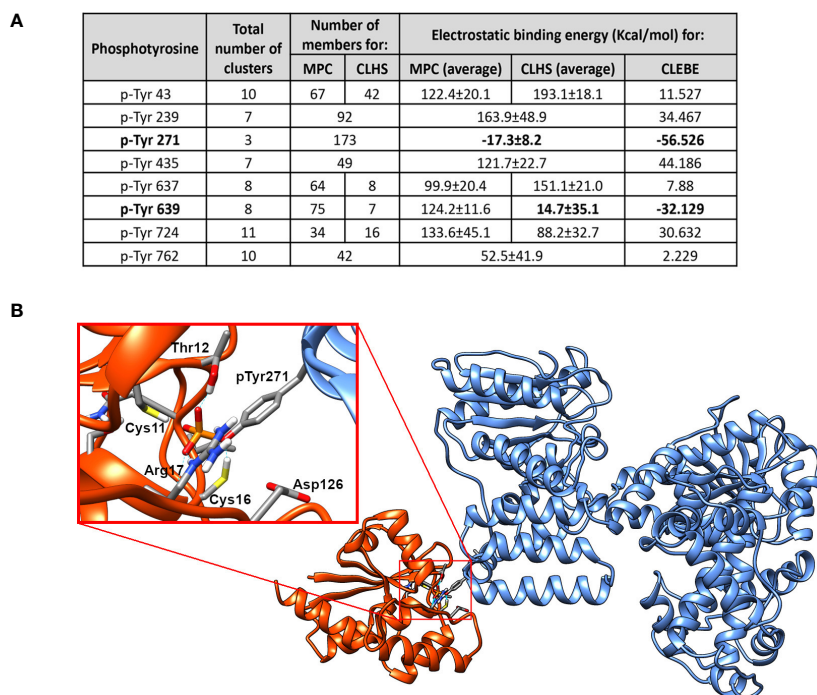 A
Phosphotyrosine | Total number of clusters | Number of members for: | Electrostatic binding energy (Kcal/mol) for:
MPC | CLHS | MPC (average) | CLHS (average) | CLEBE
p-Tyr 43 | 10 | 67 | 42 | 122.4±20.1 | 193.1±18.1 | 11.527
p-Tyr 239 | 7 | 92 | 163.9±48.9 | 34.467
p-Tyr 271 | 3 | 173 | -17.3±8.2 | -56.526
p-Tyr 435 | 7 | 49 | 121.7±22.7 | 44.186
p-Tyr 637 | 8 | 64 | 8 | 99.9±20.4 | 151.1±21.0 | 7.88
p-Tyr 639 | 8 | 75 | 7 | 124.2±11.6 | 14.7±35.1 | -32.129
p-Tyr 724 | 11 | 34 | 16 | 133.6±45.1 | 88.2±32.7 | 30.632
p-Tyr 762 | 10 | 42 | 52.5±41.9 | 2.229
B
Thr12
pTyr271
Cys11
Arg17
Cys16
Asp126